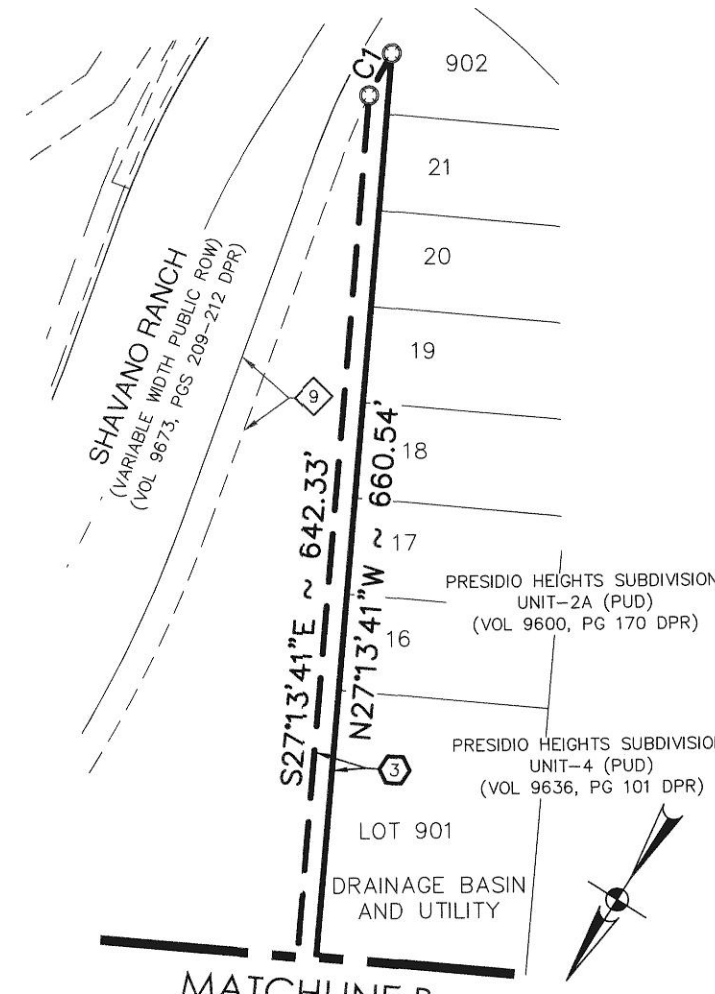 C1
902
21
20
19
SHAVANO RANCH
(VARIABLE WIDTH PUBLIC ROW)
(VOL 9673, PGS 209-212 DPR)
9
18
17
16
S27°13'41"E ~ 642.33'
N27°13'41"W ~ 660.54'
PRESIDIO HEIGHTS SUBDIVISION
UNIT-2A (PUD)
(VOL 9600, PG 170 DPR)
PRESIDIO HEIGHTS SUBDIVISION
UNIT-4 (PUD)
(VOL 9636, PG 101 DPR)
3
LOT 901
DRAINAGE BASIN
AND UTILITY
MATCHLINE B